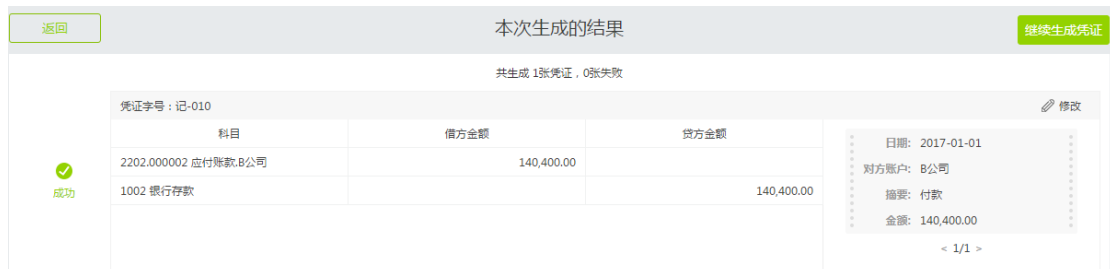 返回 本次生成的结果 继续生成凭证
共生成 1张凭证，0张失败
凭证字号：记-010 修改
科目 借方金额 贷方金额
2202.000002 应付账款.B公司 140,400.00
1002 银行存款 140,400.00
成功
日期: 2017-01-01
对方账户: B公司
摘要: 付款
金额: 140,400.00
< 1/1 >